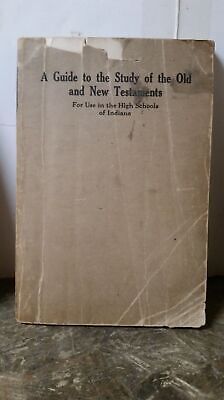 A Guide to the Study of the Old
and New Testaments
For Use in the High Schools
of Indiana